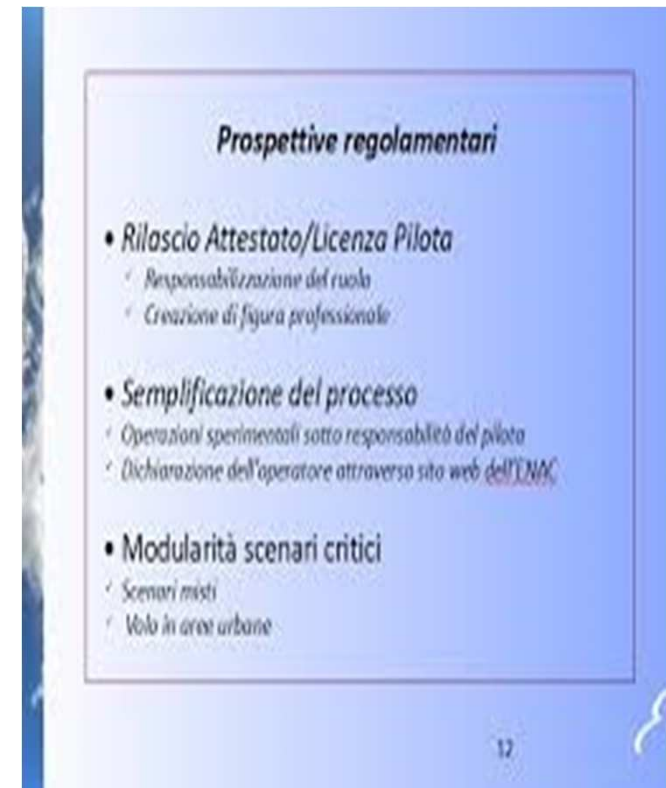 Prospettive regolamentari
• Rilascio Attestato/Licenza Pilota
Responsabilizzazione del ruolo
Creazione di figura professionale
• Semplificazione del processo
Operazioni sperimentali sotto responsabilità del pilota
Dichiarazione dell'operatore attraverso sito web dell'ENAC
• Modularità scenari critici
Scenari misti
Volo in aree urbane
12